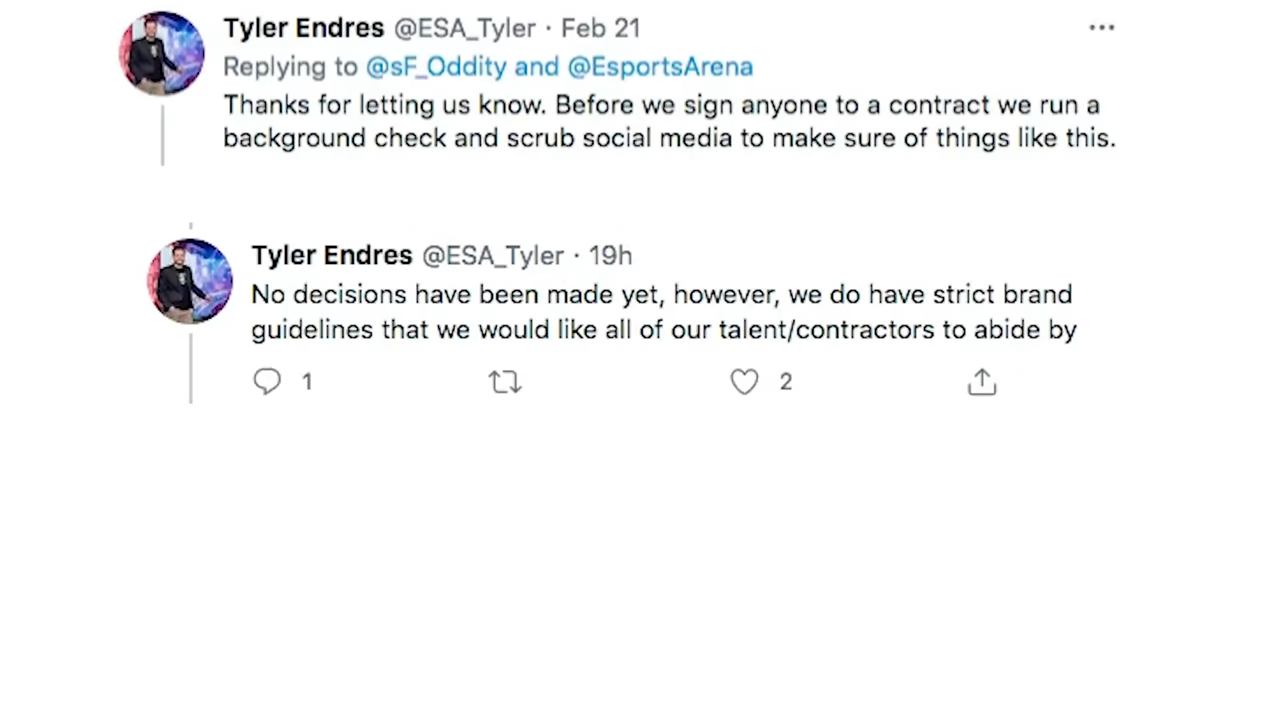 Tyler Endres @ESA_Tyler · Feb 21
Replying to @sF_Oddity and @EsportsArena
Thanks for letting us know. Before we sign anyone to a contract we run a
background check and scrub social media to make sure of things like this.
Tyler Endres @ESA_Tyler · 19h
No decisions have been made yet, however, we do have strict brand
guidelines that we would like all of our talent/contractors to abide by
1 2